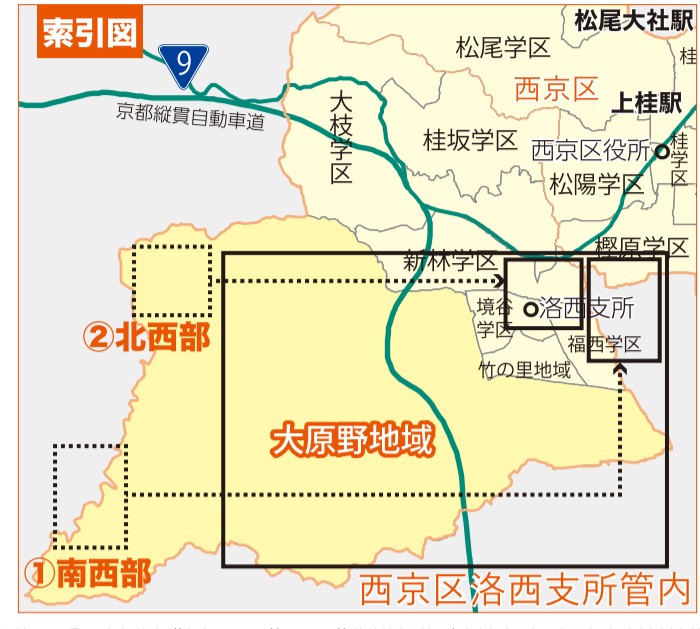 索引図
9
京都縦貫自動車道
松尾大社駅
松尾学区
桂
西京区
上桂駅
大枝学区
桂坂学区
西京区役所
桂学区
松陽学区
樫原学区
新林学区
境谷
学区
洛西支所
福西学区
竹の里地域
②北西部
大原野地域
①南西部
西京区洛西支所管内